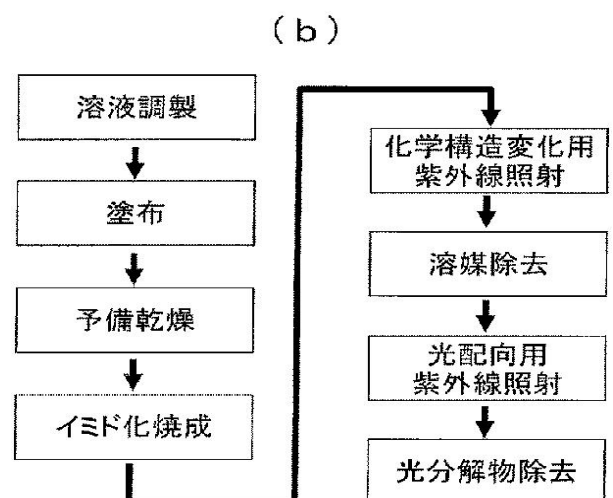 (b)
溶液調製
塗布
予備乾燥
イミド化焼成
化学構造変化用
紫外線照射
溶媒除去
光配向用
紫外線照射
光分解物除去